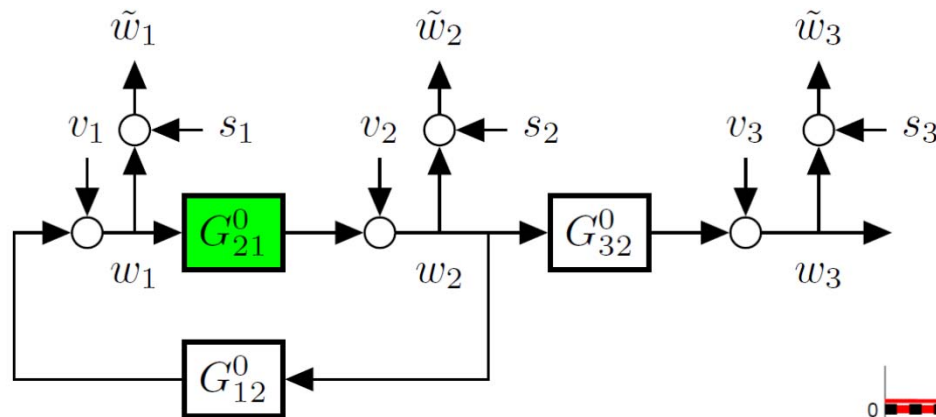 w̃₁ w̃₂ w̃₃
v₁ s₁ v₂ s₂ v₃ s₃
G⁰₂₁ G⁰₃₂
w₁ w₂ w₃
G⁰₁₂
0